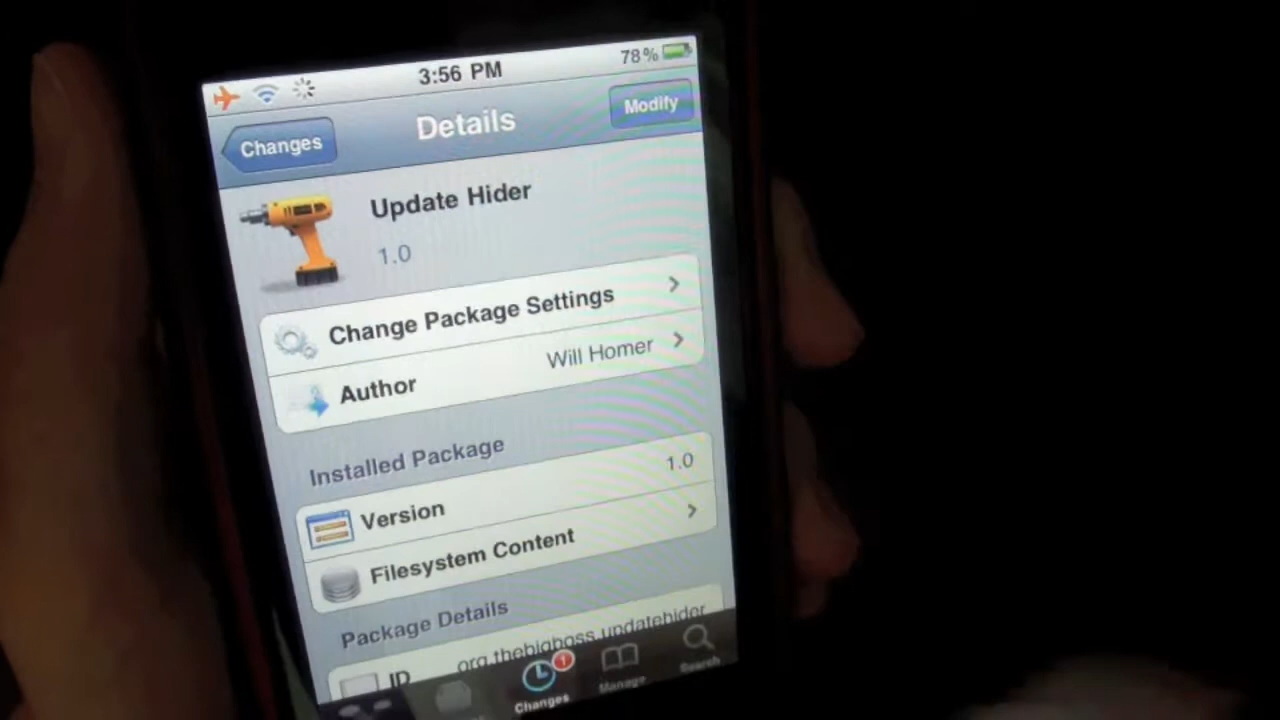 3:56 PM 78%
Changes Details Modify
Update Hider
1.0
Change Package Settings
Author Will Homer
Installed Package
Version 1.0
Filesystem Content
Package Details
ID org.thebigboss.updatehider
1
Changes Manage Search